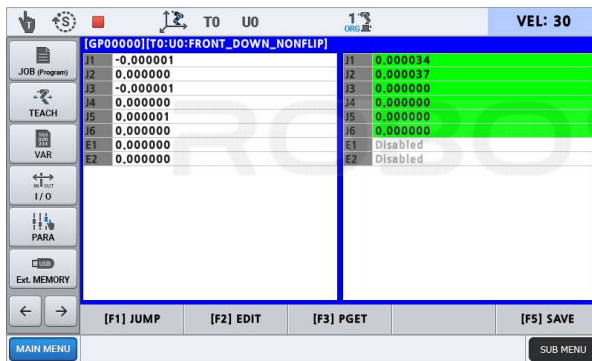 T0 U0 ORG VEL: 30
[GP00000][T0:U0:FRONT_DOWN_NONFLIP]
JOB (Program)
TEACH
VAR
IN OUT
I / O
PARA
USB
Ext. MEMORY
J1 -0,000001
J2 0,000000
J3 -0,000001
J4 0,000000
J5 0,000001
J6 0,000000
E1 0,000000
E2 0,000000
J1 0,000034
J2 0,000037
J3 0,000000
J4 0,000000
J5 0,000000
J6 0,000000
E1 Disabled
E2 Disabled
[F1] JUMP [F2] EDIT [F3] PGET [F5] SAVE
MAIN MENU SUB MENU